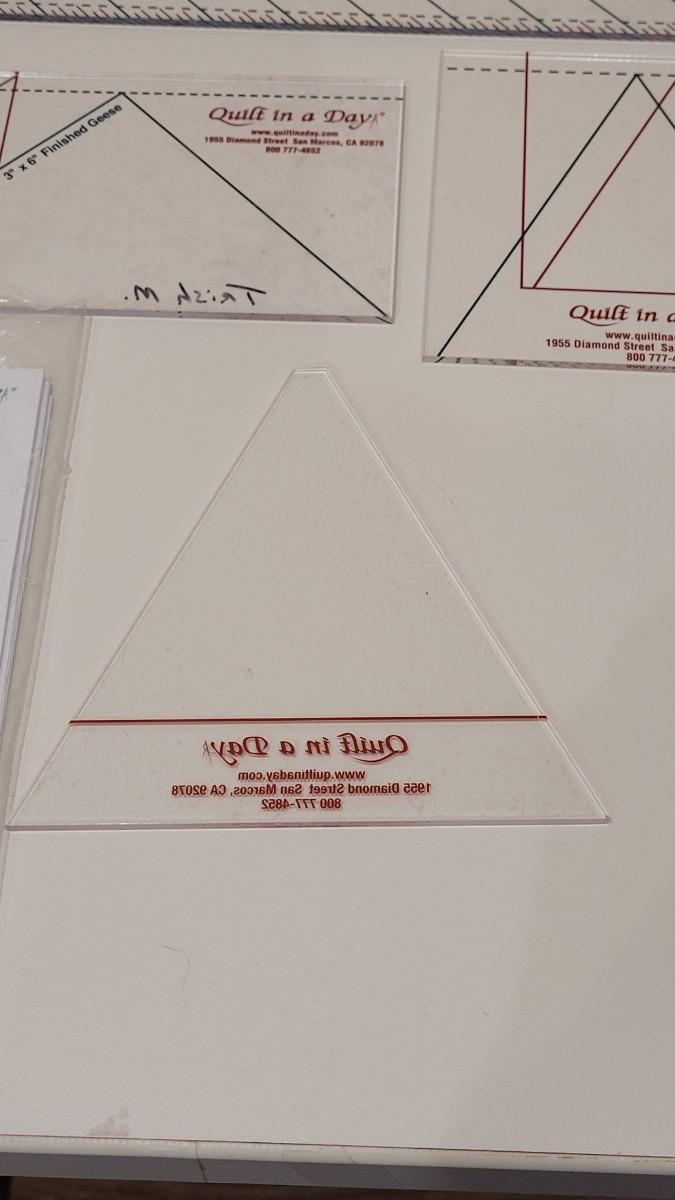 3" x 6" Finished Geese
Quilt in a Day
www.quiltinaday.com
1955 Diamond Street San Marcos, CA 92078
800 777-4852
Trish M.
Quilt in a
www.quiltina
1955 Diamond Street Sa
800 777-
Quilt in a Day
www.quiltinaday.com
1955 Diamond Street San Marcos, CA 92078
800 777-4852